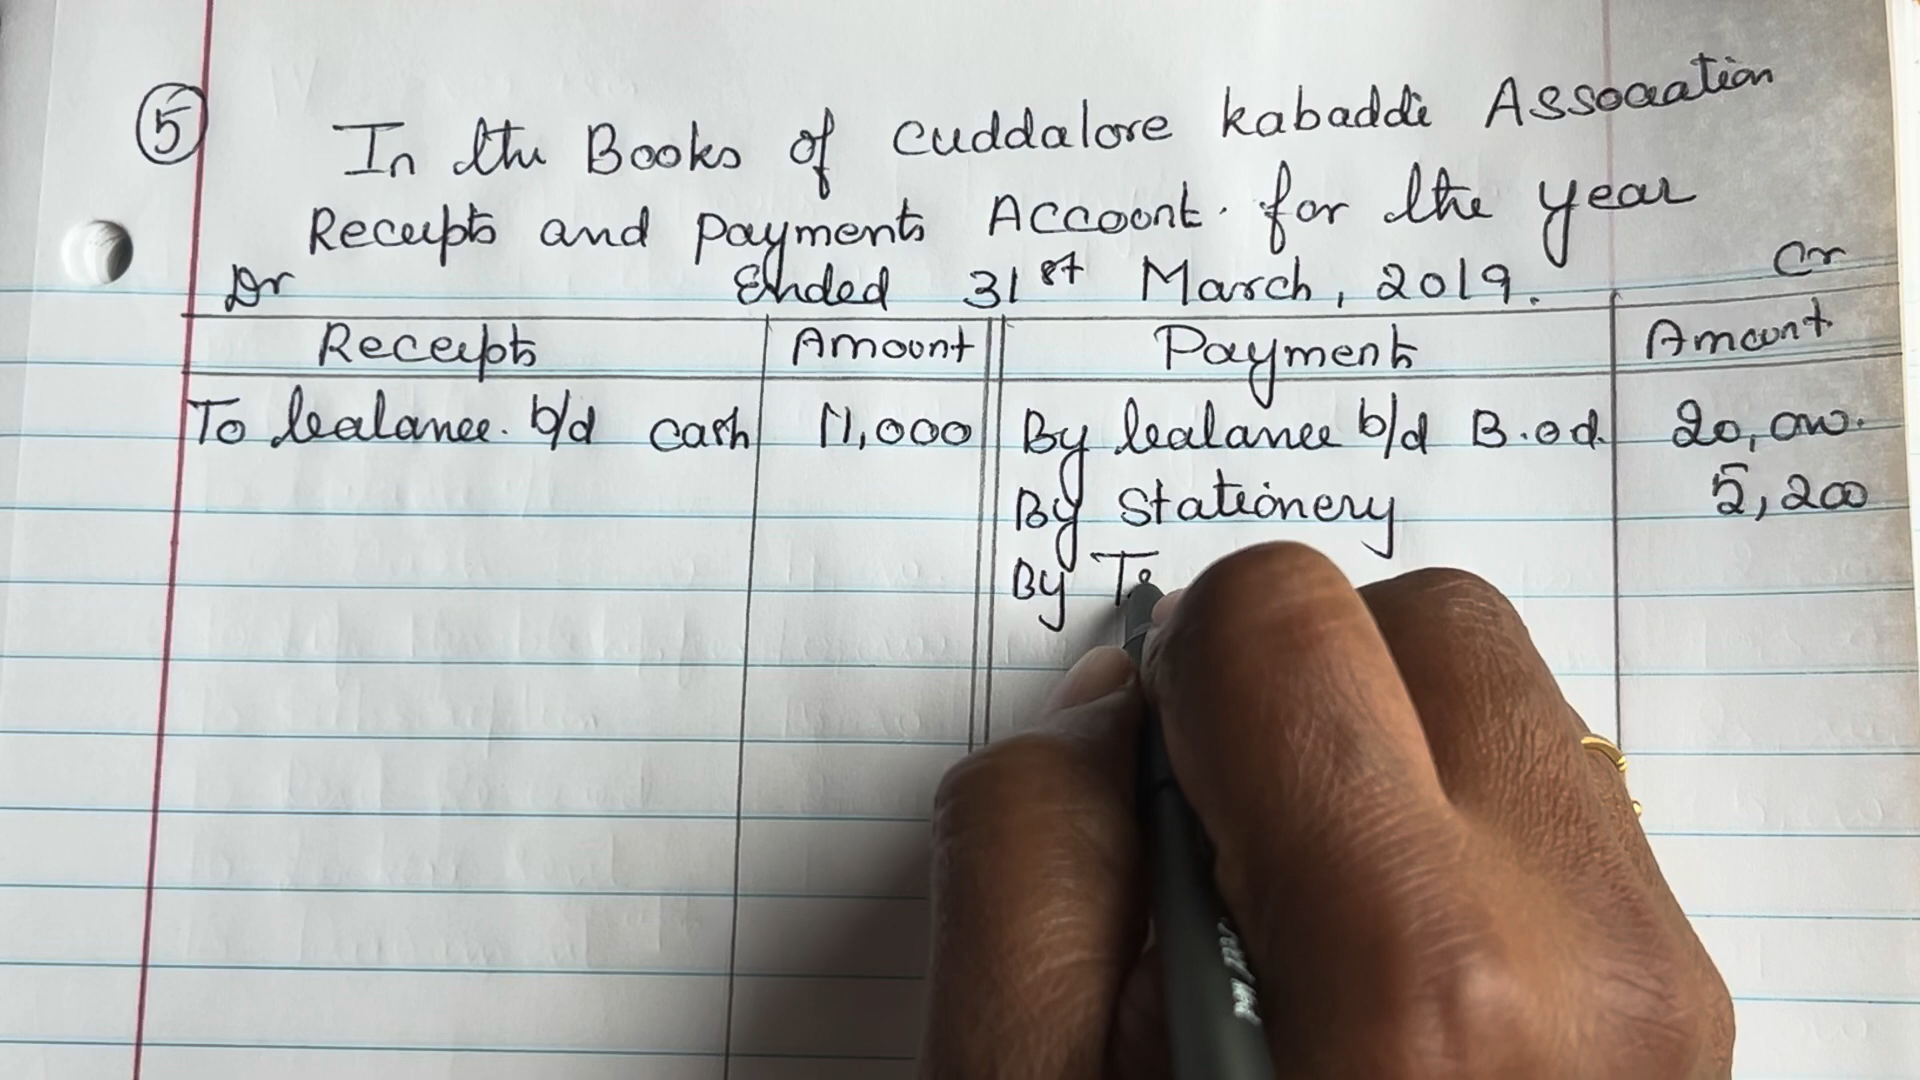 5
In the Books of Cuddalore kabaddi Association
Receipts and payments Account. for the year
Ended 31st March, 2019.
Dr Cr
Receipts Amount Payments Amount
To balance. b/d cash 11,000 By balance b/d B.od. 20,000.
By Stationery 5,200
By